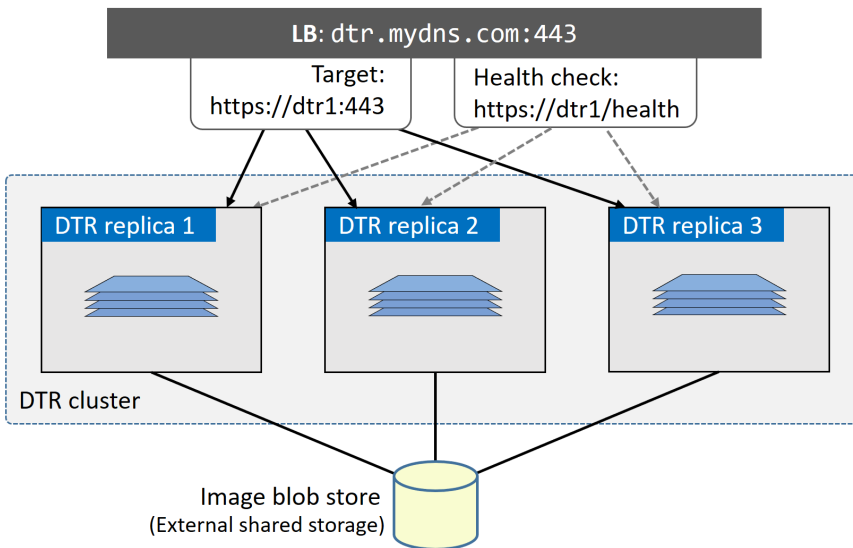 LB: dtr.mydns.com:443
Target:
https://dtr1:443
Health check:
https://dtr1/health
DTR replica 1
DTR replica 2
DTR replica 3
DTR cluster
Image blob store
(External shared storage)